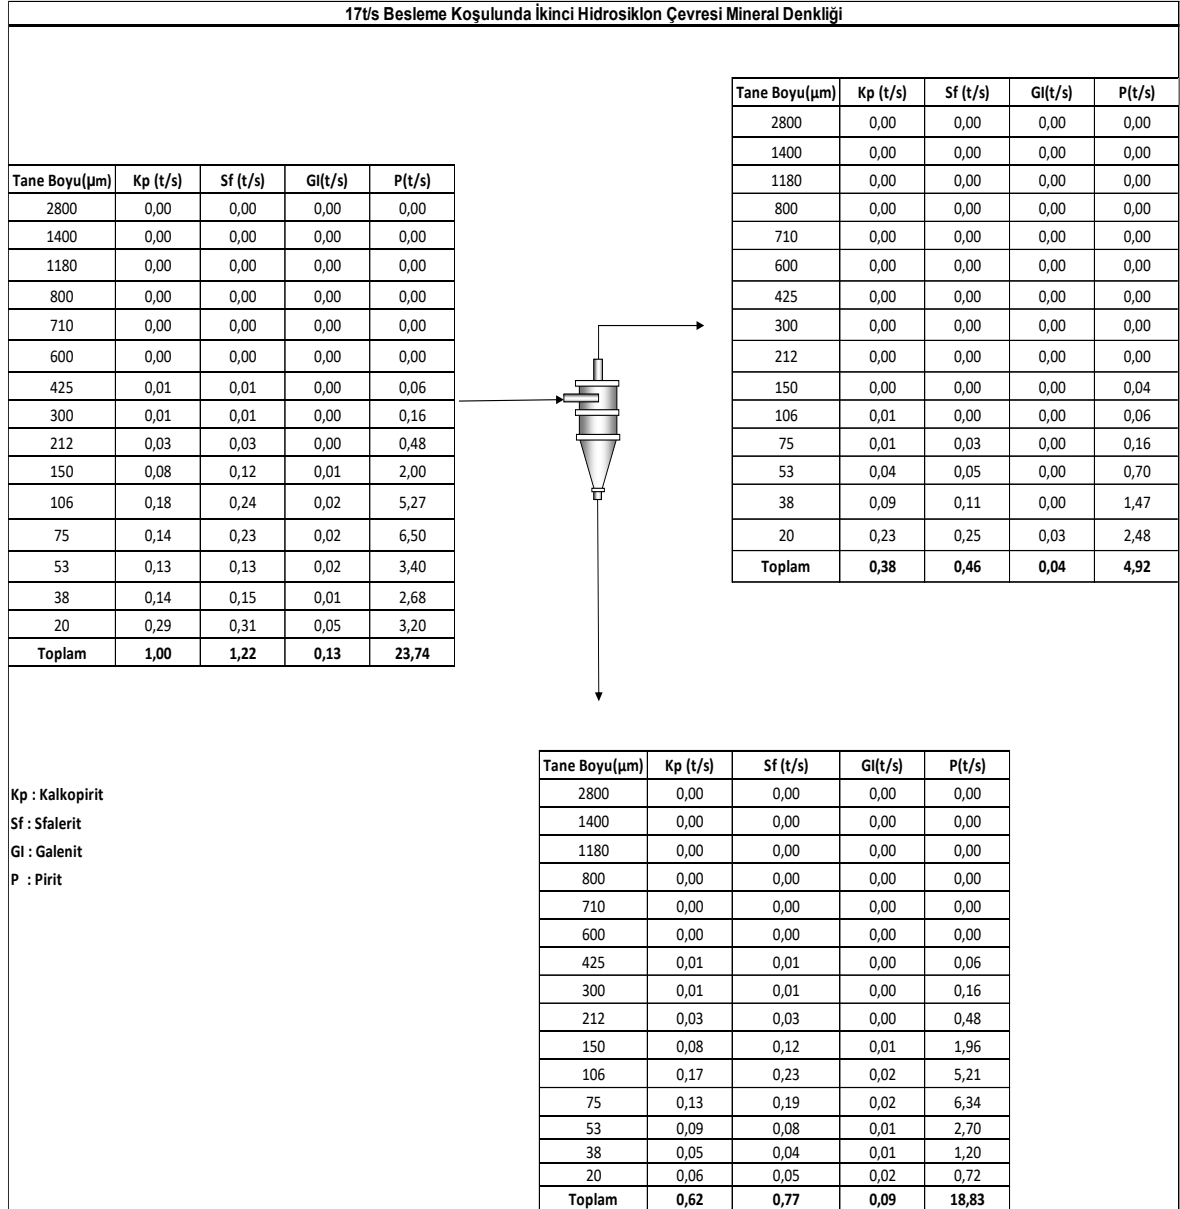 17t/s Besleme Koşulunda İkinci Hidrosiklon Çevresi Mineral Denkliği
Tane Boyu(µm) Kp (t/s) Sf (t/s) Gl(t/s) P(t/s)
2800 0,00 0,00 0,00 0,00
1400 0,00 0,00 0,00 0,00
1180 0,00 0,00 0,00 0,00
800 0,00 0,00 0,00 0,00
710 0,00 0,00 0,00 0,00
600 0,00 0,00 0,00 0,00
425 0,00 0,00 0,00 0,00
300 0,00 0,00 0,00 0,00
212 0,00 0,00 0,00 0,00
150 0,00 0,00 0,00 0,04
106 0,01 0,00 0,00 0,06
75 0,01 0,03 0,00 0,16
53 0,04 0,05 0,00 0,70
38 0,09 0,11 0,00 1,47
20 0,23 0,25 0,03 2,48
Toplam 0,38 0,46 0,04 4,92
Tane Boyu(µm) Kp (t/s) Sf (t/s) Gl(t/s) P(t/s)
2800 0,00 0,00 0,00 0,00
1400 0,00 0,00 0,00 0,00
1180 0,00 0,00 0,00 0,00
800 0,00 0,00 0,00 0,00
710 0,00 0,00 0,00 0,00
600 0,00 0,00 0,00 0,00
425 0,01 0,01 0,00 0,06
300 0,01 0,01 0,00 0,16
212 0,03 0,03 0,00 0,48
150 0,08 0,12 0,01 2,00
106 0,18 0,24 0,02 5,27
75 0,14 0,23 0,02 6,50
53 0,13 0,13 0,02 3,40
38 0,14 0,15 0,01 2,68
20 0,29 0,31 0,05 3,20
Toplam 1,00 1,22 0,13 23,74
Kp : Kalkopirit
Sf : Sfalerit
Gl : Galenit
P : Pirit
Tane Boyu(µm) Kp (t/s) Sf (t/s) Gl(t/s) P(t/s)
2800 0,00 0,00 0,00 0,00
1400 0,00 0,00 0,00 0,00
1180 0,00 0,00 0,00 0,00
800 0,00 0,00 0,00 0,00
710 0,00 0,00 0,00 0,00
600 0,00 0,00 0,00 0,00
425 0,01 0,01 0,00 0,06
300 0,01 0,01 0,00 0,16
212 0,03 0,03 0,00 0,48
150 0,08 0,12 0,01 1,96
106 0,17 0,23 0,02 5,21
75 0,13 0,19 0,02 6,34
53 0,09 0,08 0,01 2,70
38 0,05 0,04 0,01 1,20
20 0,06 0,05 0,02 0,72
Toplam 0,62 0,77 0,09 18,83